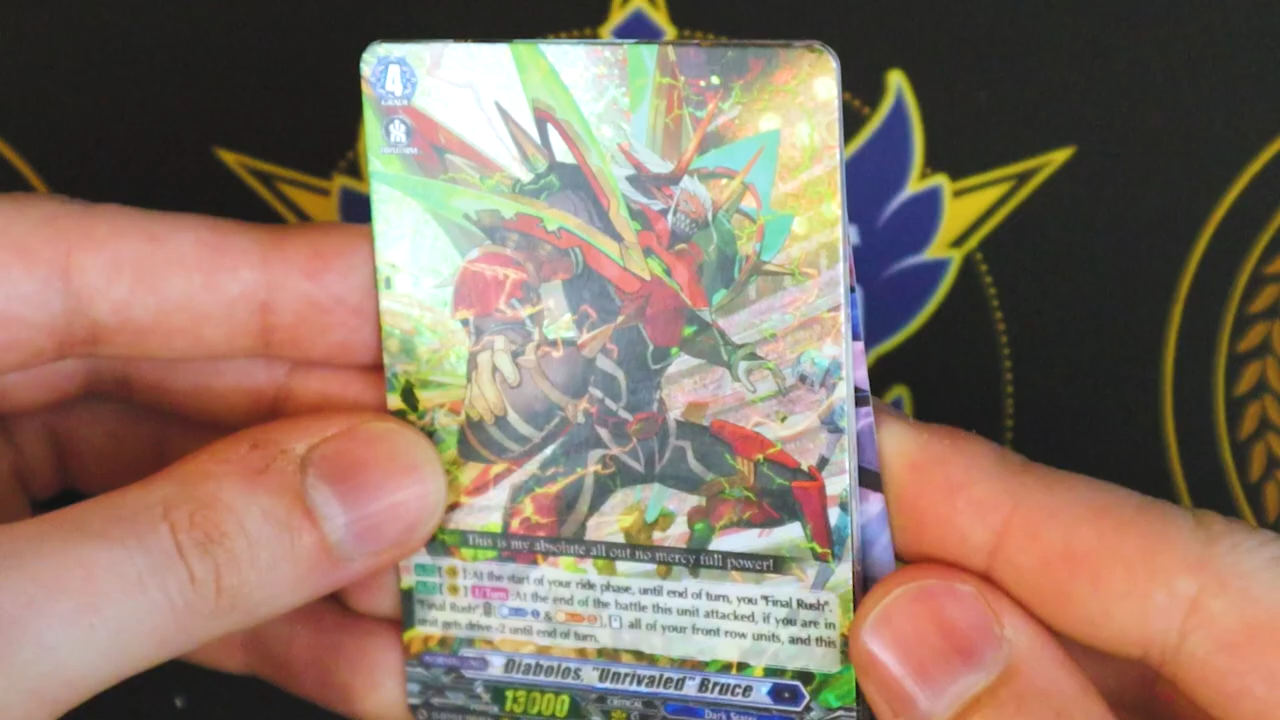 4
This is my absolute all out no mercy full power!
:At the start of your ride phase, until end of turn, you "Final Rush".
1/Turn :At the end of the battle this unit attacked, if you are in
"Final Rush", & , all of your front row units, and this
unit gets drive -2 until end of turn.
Diabolos, "Unrivaled" Bruce
13000 CRITICAL
Dark States